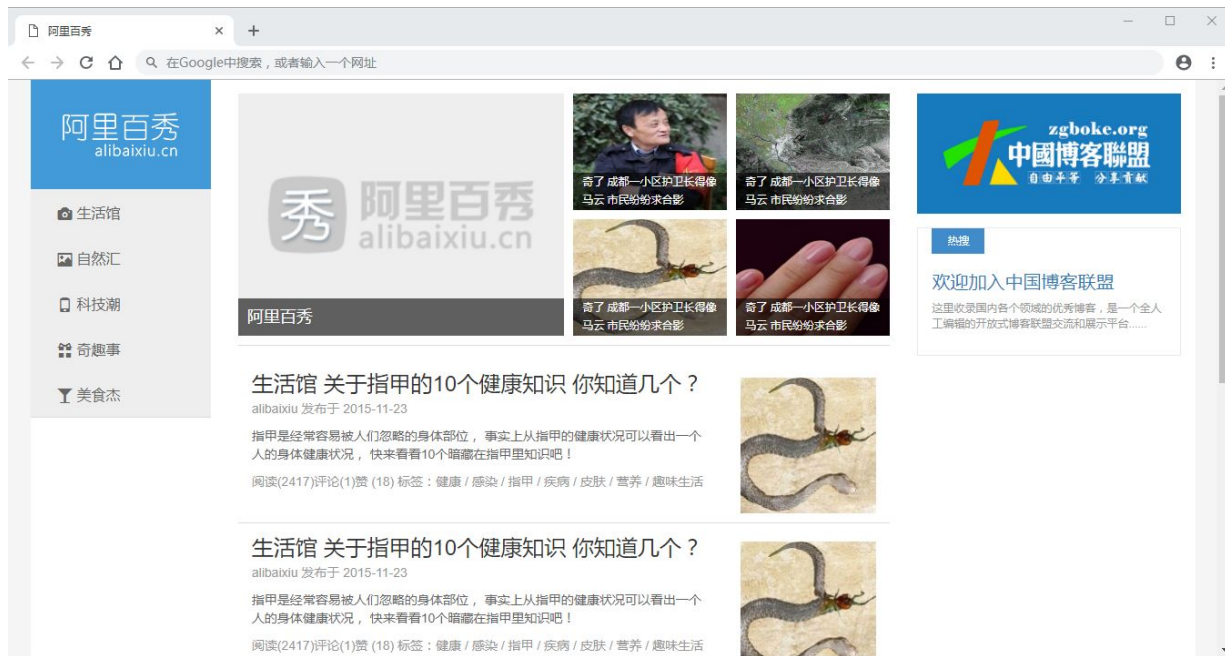 阿里百秀
在Google中搜索，或者输入一个网址
阿里百秀
alibaixiu.cn
生活馆
自然汇
科技潮
奇趣事
美食杰
秀 阿里百秀
alibaixiu.cn
阿里百秀
奇了 成都一小区护卫长得像
马云 市民纷纷求合影
奇了 成都一小区护卫长得像
马云 市民纷纷求合影
奇了 成都一小区护卫长得像
马云 市民纷纷求合影
奇了 成都一小区护卫长得像
马云 市民纷纷求合影
生活馆 关于指甲的10个健康知识 你知道几个？
alibaixiu 发布于 2015-11-23
指甲是经常容易被人们忽略的身体部位， 事实上从指甲的健康状况可以看出一个
人的身体健康状况， 快来看看10个暗藏在指甲里知识吧！
阅读(2417)评论(1)赞 (18) 标签：健康 / 感染 / 指甲 / 疾病 / 皮肤 / 营养 / 趣味生活
生活馆 关于指甲的10个健康知识 你知道几个？
alibaixiu 发布于 2015-11-23
指甲是经常容易被人们忽略的身体部位， 事实上从指甲的健康状况可以看出一个
人的身体健康状况， 快来看看10个暗藏在指甲里知识吧！
阅读(2417)评论(1)赞 (18) 标签：健康 / 感染 / 指甲 / 疾病 / 皮肤 / 营养 / 趣味生活
zgboke.org
中國博客聯盟
自由平等 分享贡献
热搜
欢迎加入中国博客联盟
这里收录国内各个领域的优秀博客，是一个全人
工编辑的开放式博客联盟交流和展示平台......